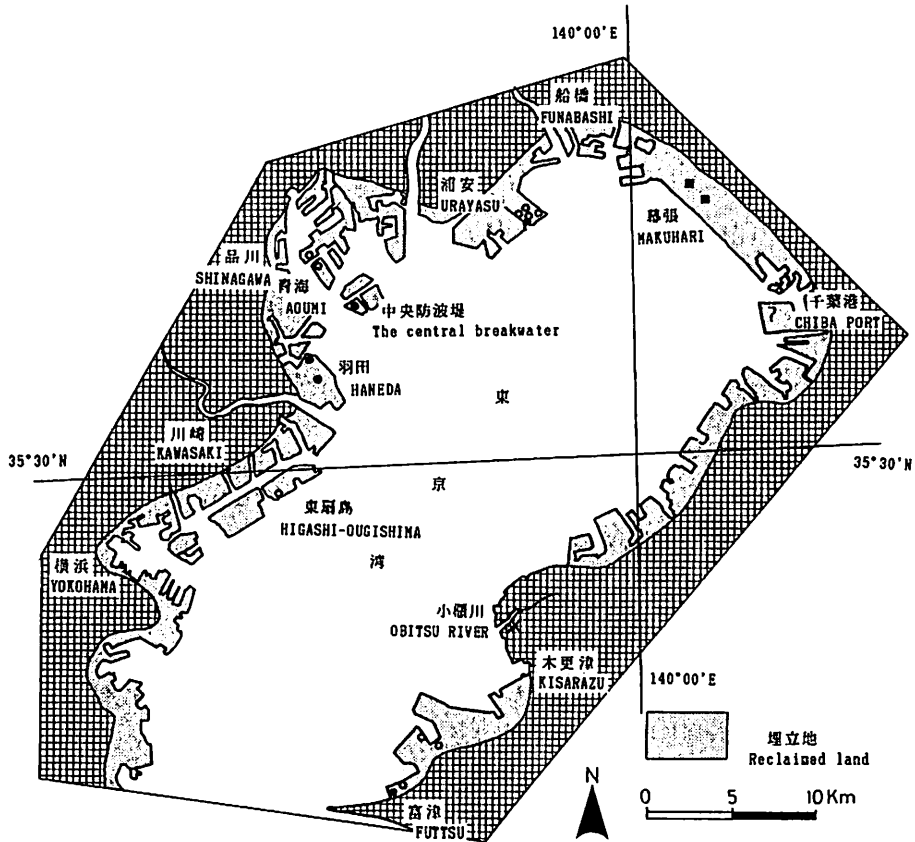 140°00'E
船橋
FUNABASHI
浦安
URAYASU
幕張
MAKUHARI
品川
SHINAGAWA
青海
AOUMI
中央防波堤
The central breakwater
千葉港
CHIBA PORT
羽田
HANEDA
東
川崎
KAWASAKI
35°30'N
35°30'N
京
東扇島
HIGASHI-OUGISHIMA
湾
横浜
YOKOHAMA
小櫃川
OBITSU RIVER
木更津
KISARAZU
140°00'E
埋立地
Reclaimed land
N
0 5 10Km
富津
FUTTSU